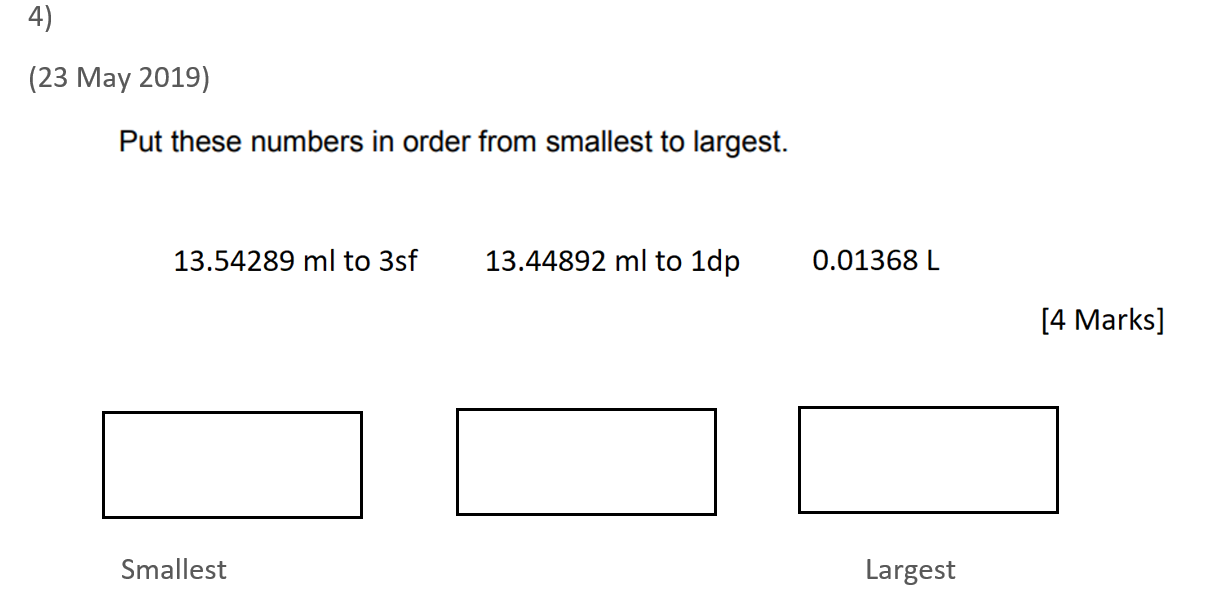 4)
(23 May 2019)
Put these numbers in order from smallest to largest.
13.54289 ml to 3sf 13.44892 ml to 1dp 0.01368 L
[4 Marks]
Smallest Largest